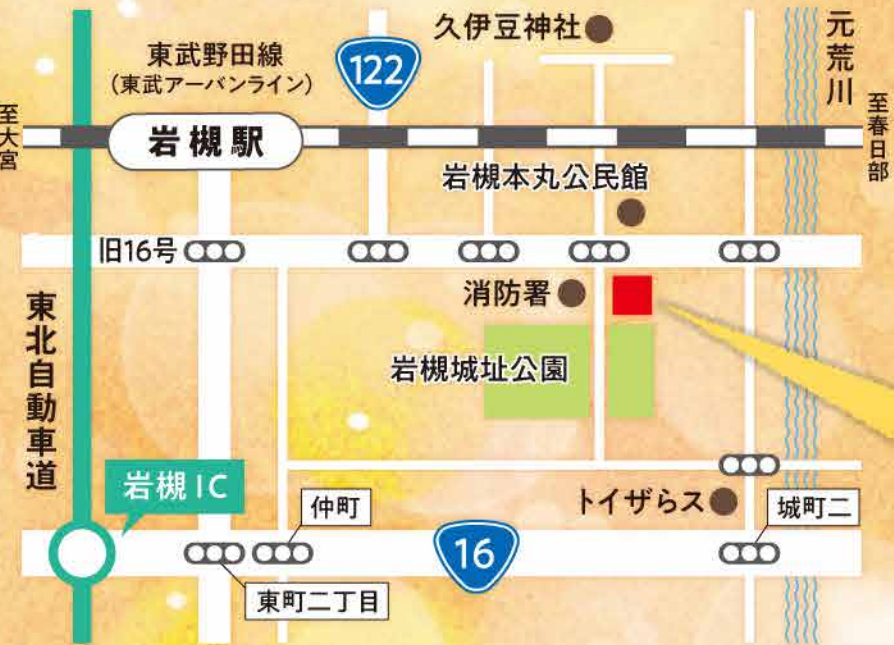 久伊豆神社
元荒川
東武野田線
（東武アーバンライン）
122
至大宮
岩槻駅
至春日部
岩槻本丸公民館
旧16号
消防署
東北自動車道
岩槻城址公園
岩槻IC
仲町
トイザらス
城町二
16
東町二丁目